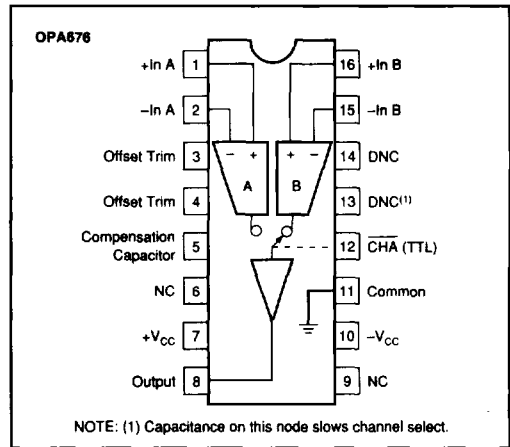 OPA676
+In A 1 16 +In B
–In A 2 15 –In B
Offset Trim 3 – + + – 14 DNC
A B
Offset Trim 4 13 DNC(1)
Compensation
Capacitor 5 12 CHA (TTL)
NC 6 11 Common
+VCC 7 10 –VCC
Output 8 9 NC
NOTE: (1) Capacitance on this node slows channel select.